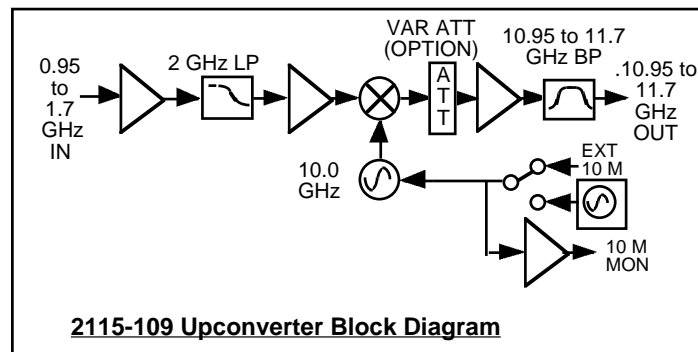 0.95
to
1.7
GHz
IN
2 GHz LP
VAR ATT
(OPTION)
A
T
T
10.95 to 11.7
GHz BP
.10.95 to
11.7
GHz
OUT
10.0
GHz
EXT
10 M
10 M
MON
2115-109 Upconverter Block Diagram